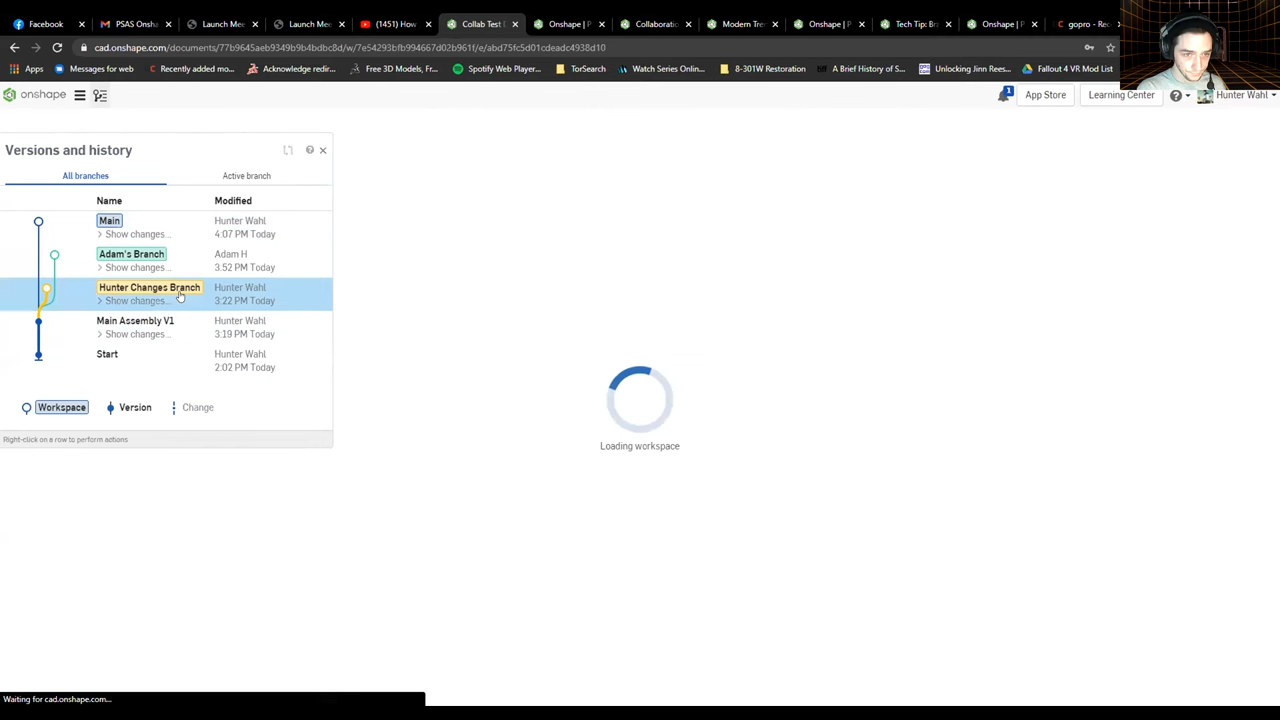 Facebook
PSAS Onsha
Launch Mee
Launch Mee
(1451) How
Collab Test D
Onshape | P
Collaboratio
Modern Tre
Onshape | P
Tech Tip: Bra
Onshape | P
gopro - Re
cad.onshape.com/documents/77b9645aeb9349b9b4bdbc8d/w/7e54293bfb994667d02b961f/e/abd75fc5d01cdeadc4938d10
Apps
Messages for web
Recently added mo...
Acknowledge redir...
Free 3D Models, Fr...
Spotify Web Player...
TorSearch
Watch Series Onlin...
8-301W Restoration
A Brief History of S...
Unlocking Jinn Rees...
Fallout 4 VR Mod List
onshape
1
App Store
Learning Center
Hunter Wahl
Versions and history
All branches
Active branch
Name
Modified
Main
Hunter Wahl
Show changes...
4:07 PM Today
Adam's Branch
Adam H
Show changes...
3:52 PM Today
Hunter Changes Branch
Hunter Wahl
Show changes...
3:22 PM Today
Main Assembly V1
Hunter Wahl
Show changes...
3:19 PM Today
Start
Hunter Wahl
2:02 PM Today
Workspace
Version
Change
Right-click on a row to perform actions
Loading workspace
Waiting for cad.onshape.com...